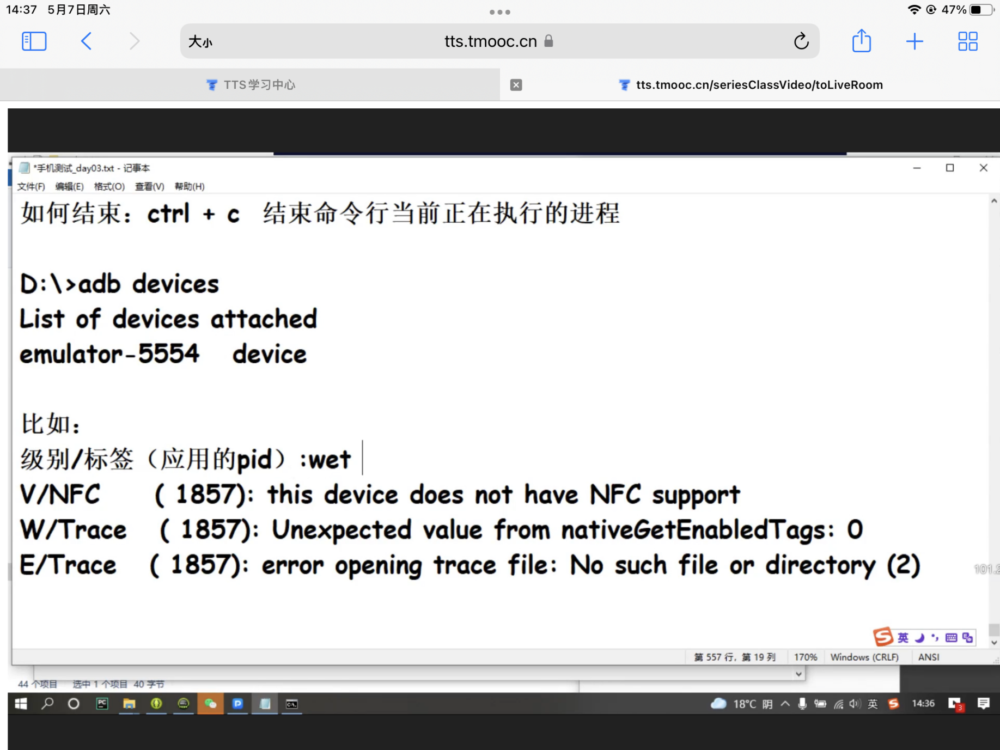 14:37 5月7日周六
47%
大小 tts.tmooc.cn
TTS学习中心
tts.tmooc.cn/seriesClassVideo/toLiveRoom
*手机测试_day03.txt - 记事本
文件(F) 编辑(E) 格式(O) 查看(V) 帮助(H)
如何结束：ctrl + c 结束命令行当前正在执行的进程
D:\>adb devices
List of devices attached
emulator-5554 device
比如：
级别/标签（应用的pid）:wet
V/NFC ( 1857): this device does not have NFC support
W/Trace ( 1857): Unexpected value from nativeGetEnabledTags: 0
E/Trace ( 1857): error opening trace file: No such file or directory (2)
英
第 557 行，第 19 列 170% Windows (CRLF) ANSI
44 个项目 选中 1 个项目 40 字节
18°C 阴 英 14:36 3